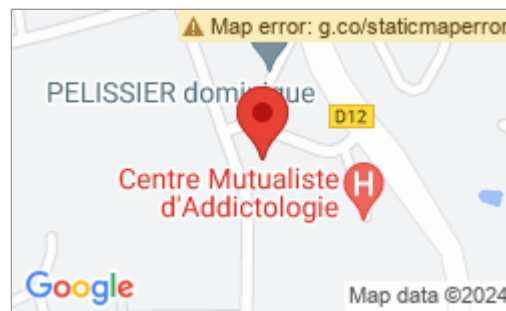 ⚠ Map error: g.co/staticmaperror
PELISSIER dominique
D12
Centre Mutualiste
d'Addictologie
H
Google
Map data ©2024